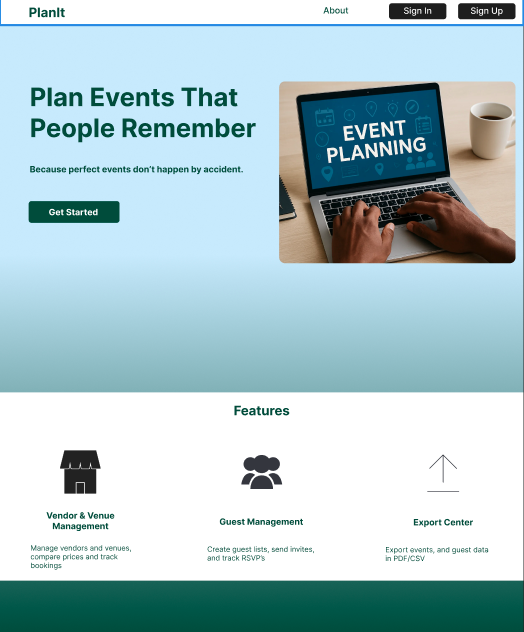 PlanIt
About
Sign In
Sign Up
Plan Events That
People Remember
Because perfect events don't happen by accident.
Get Started
EVENT
PLANNING
Features
Vendor & Venue
Management
Manage vendors and venues,
compare prices and track
bookings
Guest Management
Create guest lists, send invites,
and track RSVP's
Export Center
Export events, and guest data
in PDF/CSV